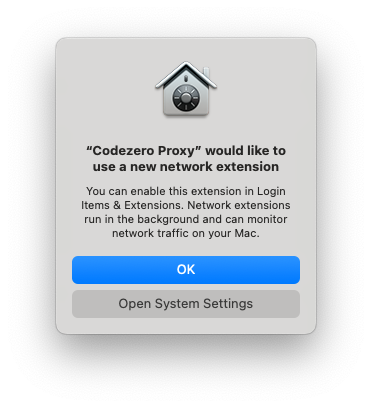 “Codezero Proxy” would like to
use a new network extension
You can enable this extension in Login
Items & Extensions. Network extensions
run in the background and can monitor
network traffic on your Mac.
OK
Open System Settings